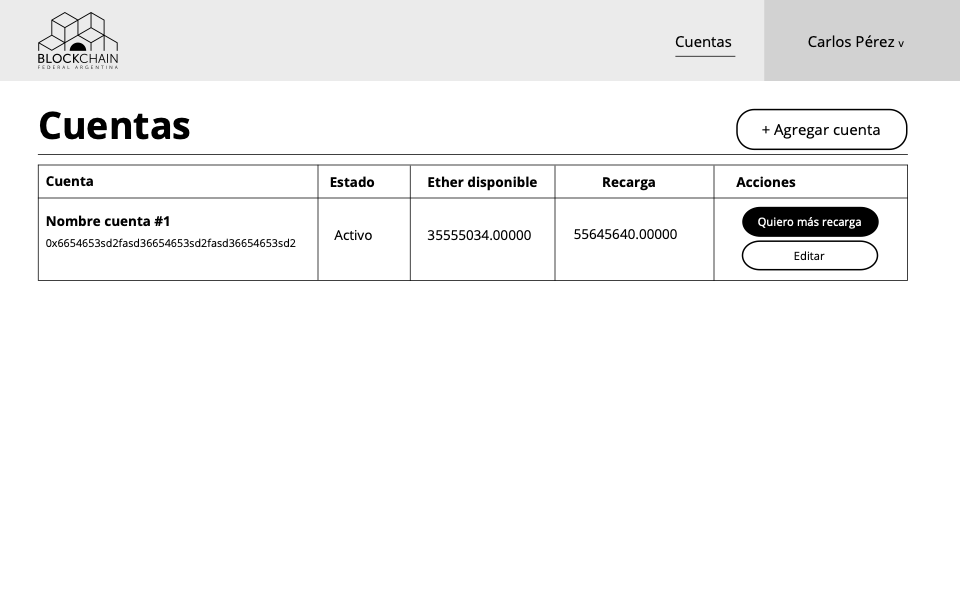 BLOCKCHAIN
FEDERAL ARGENTINA
Cuentas
Carlos Pérez v
Cuentas
+ Agregar cuenta
Cuenta
Estado
Ether disponible
Recarga
Acciones
Nombre cuenta #1
0x6654653sd2fasd36654653sd2fasd36654653sd2
Activo
35555034.00000
55645640.00000
Quiero más recarga
Editar